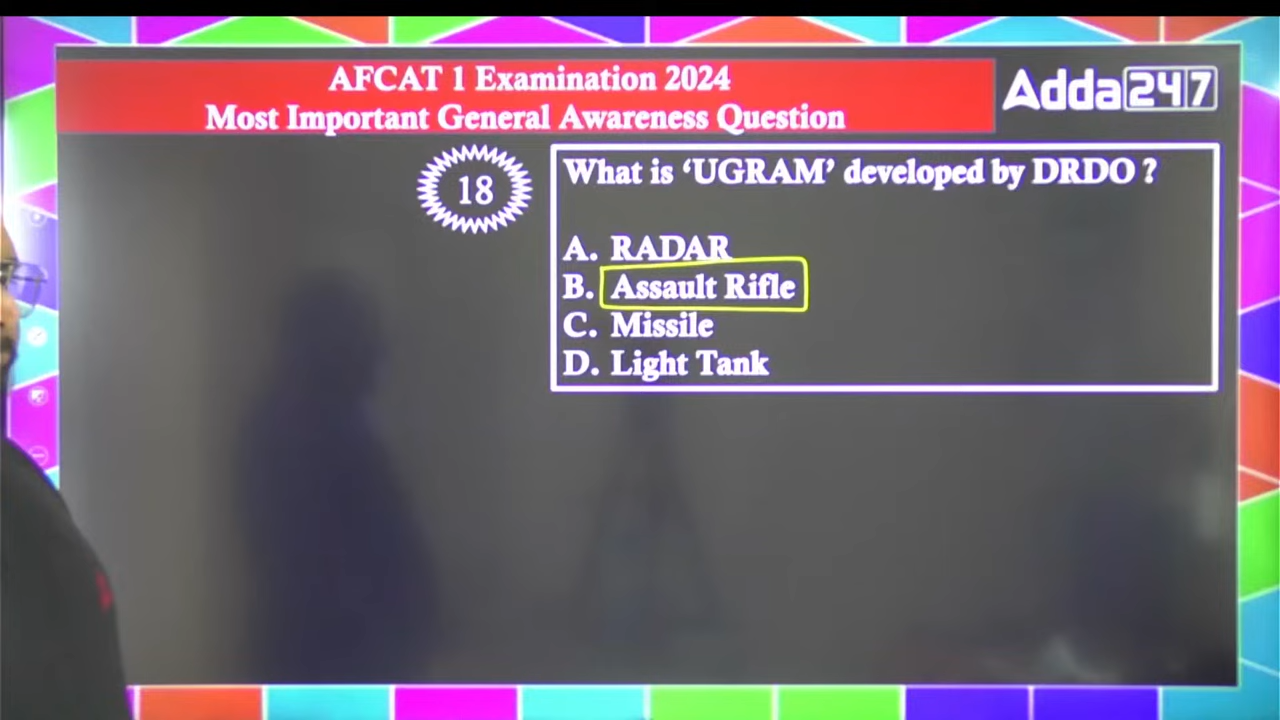 AFCAT 1 Examination 2024
Most Important General Awareness Question
Adda247
18
What is ‘UGRAM’ developed by DRDO ?
A. RADAR
B. Assault Rifle
C. Missile
D. Light Tank